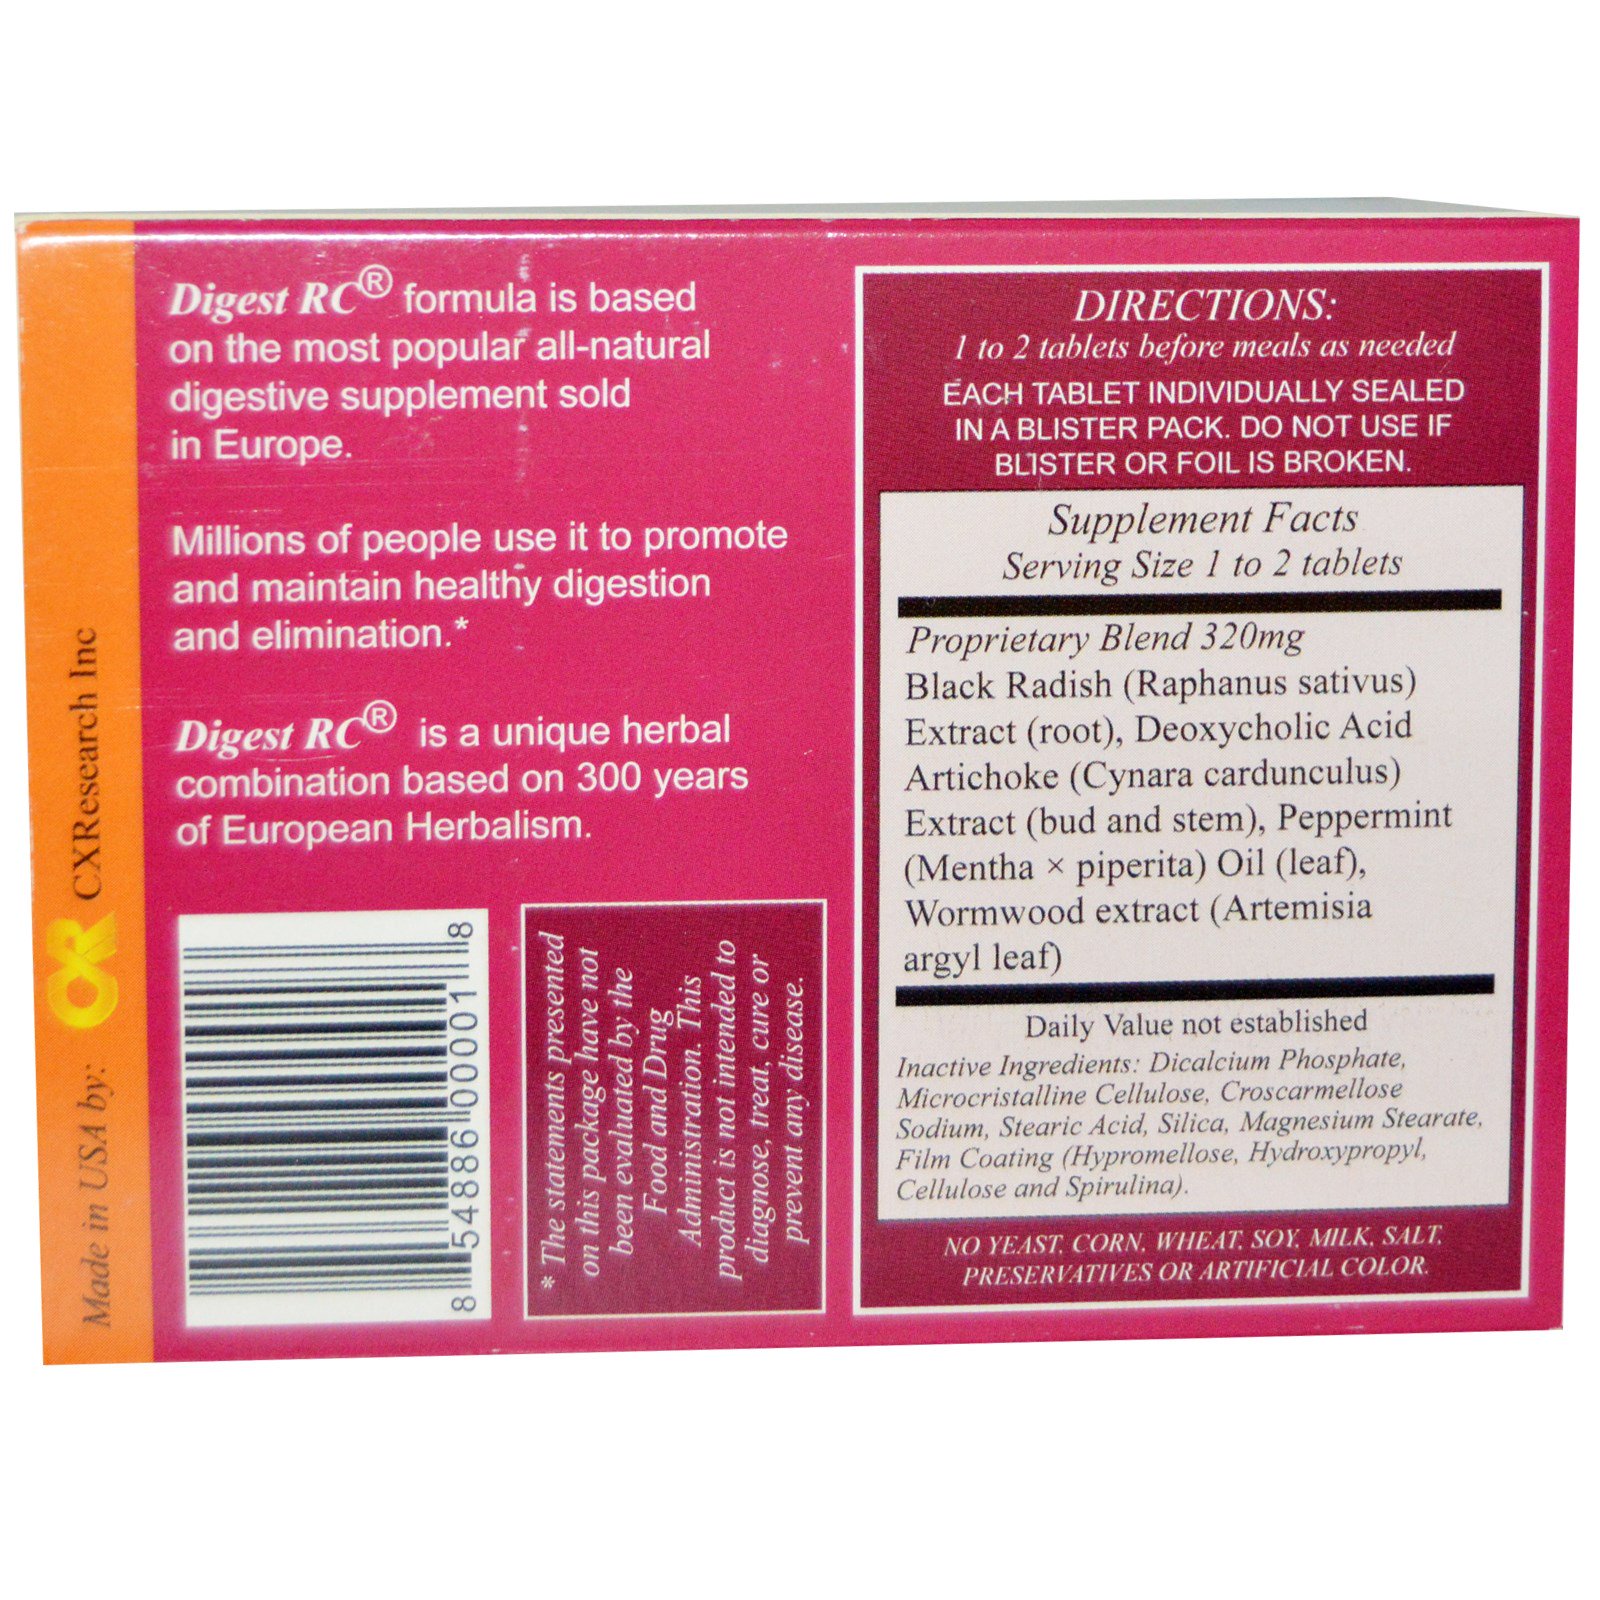 Digest RC® formula is based
on the most popular all-natural
digestive supplement sold
in Europe.
Millions of people use it to promote
and maintain healthy digestion
and elimination.*
Digest RC® is a unique herbal
combination based on 300 years
of European Herbalism.
Made in USA by: CXR CXResearch Inc
8 54886 00001 8
* The statements presented
on this package have not
been evaluated by the
Food and Drug
Administration. This
product is not intended to
diagnose, treat, cure or
prevent any disease.
DIRECTIONS:
1 to 2 tablets before meals as needed
EACH TABLET INDIVIDUALLY SEALED
IN A BLISTER PACK. DO NOT USE IF
BLISTER OR FOIL IS BROKEN.
Supplement Facts
Serving Size 1 to 2 tablets
Proprietary Blend 320mg
Black Radish (Raphanus sativus)
Extract (root), Deoxycholic Acid
Artichoke (Cynara cardunculus)
Extract (bud and stem), Peppermint
(Mentha × piperita) Oil (leaf),
Wormwood extract (Artemisia
argyl leaf)
Daily Value not established
Inactive Ingredients: Dicalcium Phosphate,
Microcristalline Cellulose, Croscarmellose
Sodium, Stearic Acid, Silica, Magnesium Stearate,
Film Coating (Hypromellose, Hydroxypropyl,
Cellulose and Spirulina).
NO YEAST, CORN, WHEAT, SOY, MILK, SALT,
PRESERVATIVES OR ARTIFICIAL COLOR.